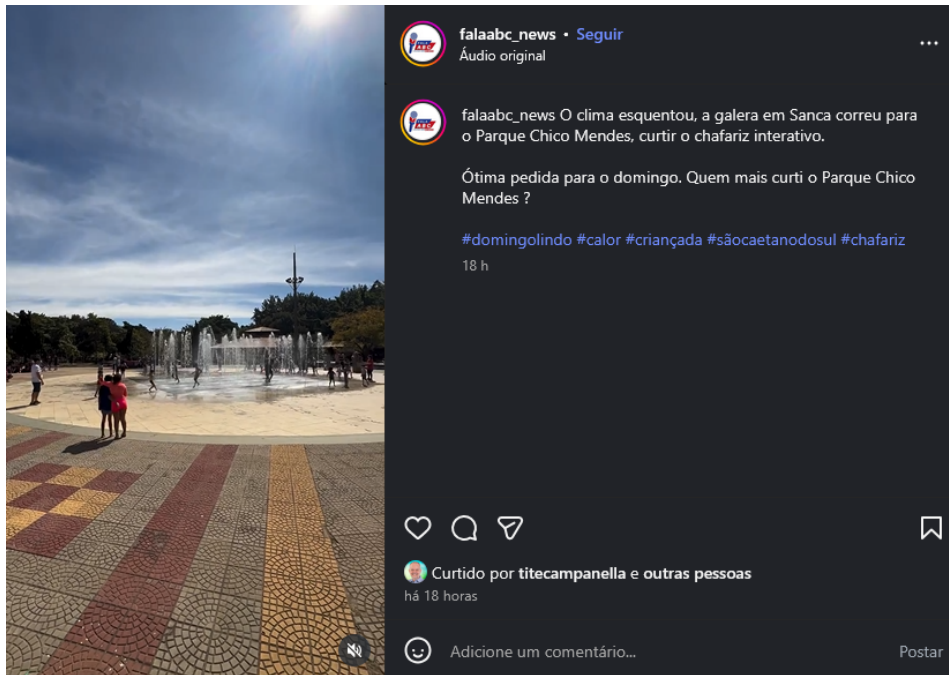 falaabc_news • Seguir
Áudio original
falaabc_news O clima esquentou, a galera em Sanca correu para
o Parque Chico Mendes, curtir o chafariz interativo.
Ótima pedida para o domingo. Quem mais curti o Parque Chico
Mendes ?
#domingolindo #calor #criançada #sãocaetanodosul #chafariz
18 h
Curtido por titecampanella e outras pessoas
há 18 horas
Adicione um comentário...
Postar